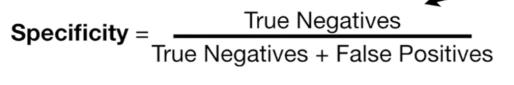 True Negatives
Specificity =
True Negatives + False Positives